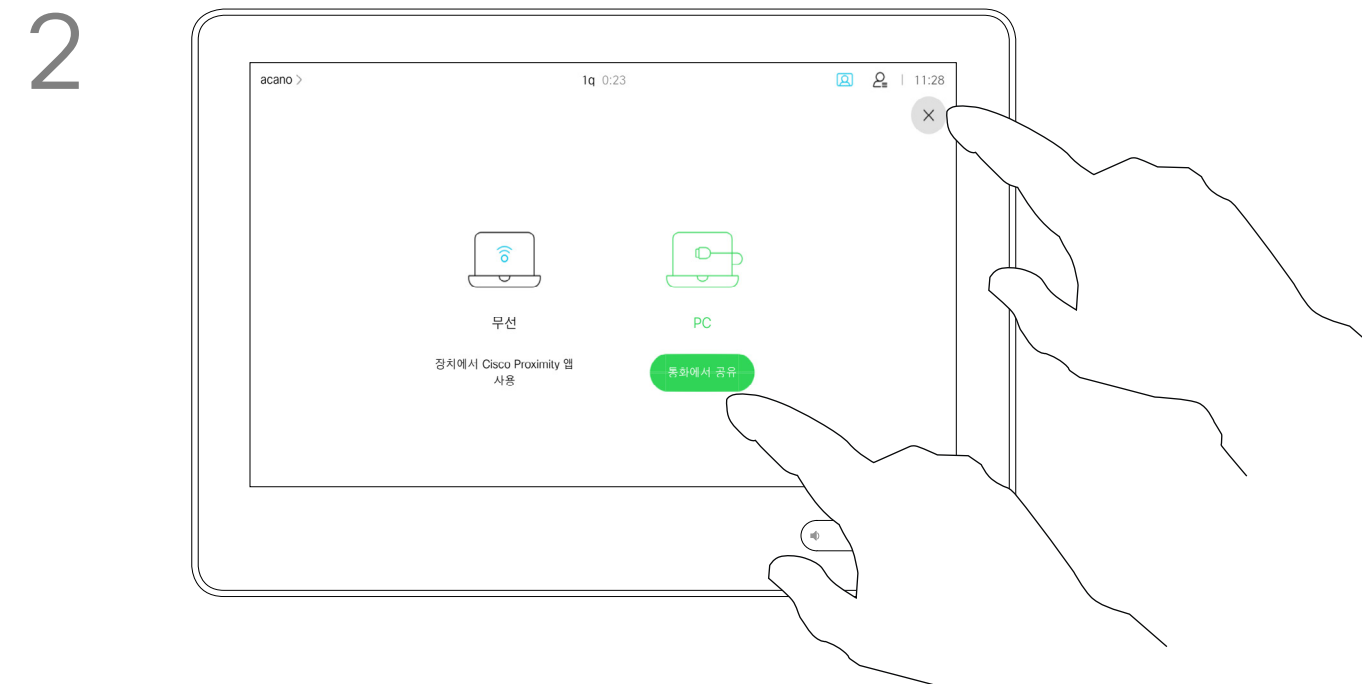 2
acano >
1q 0:23
11:28
무선
PC
장치에서 Cisco Proximity 앱
사용
통화에서 공유